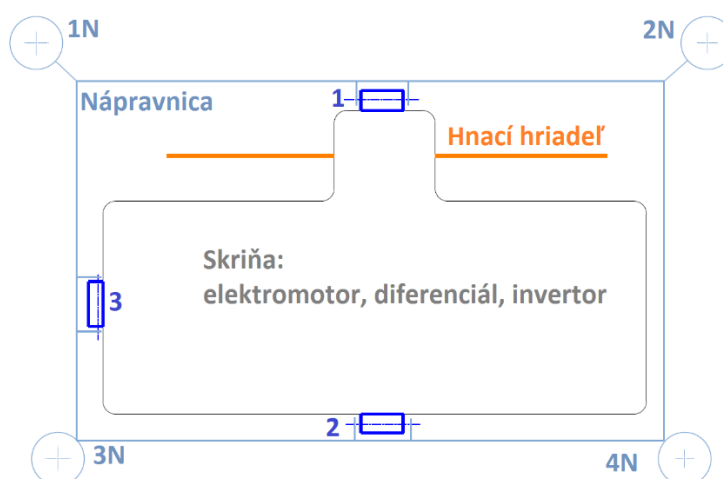 1N
2N
Nápravnica
1
Hnací hriadeľ
Skriňa:
elektromotor, diferenciál, invertor
3
2
3N
4N